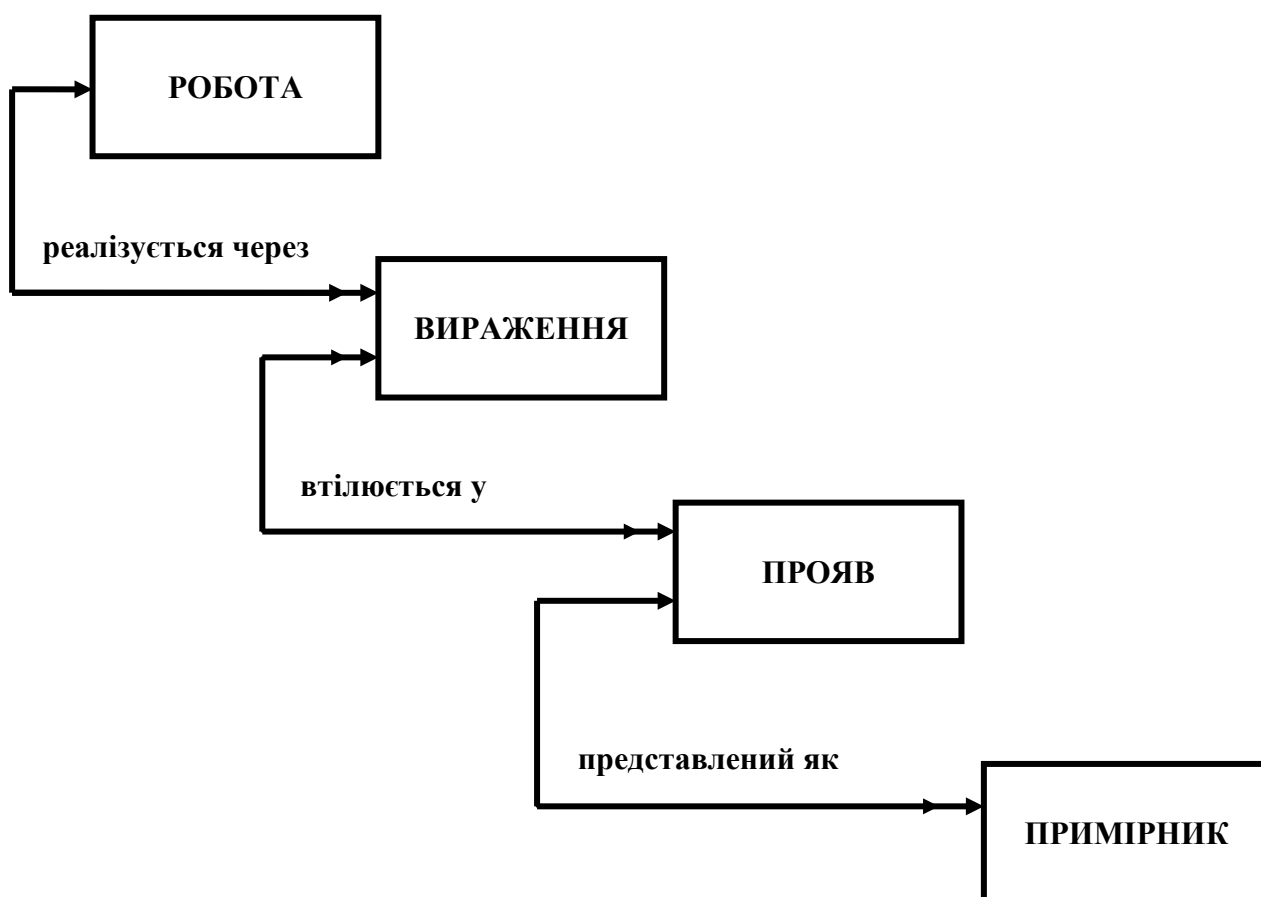 РОБОТА
реалізується через
ВИРАЖЕННЯ
втілюється у
ПРОЯВ
представлений як
ПРИМІРНИК